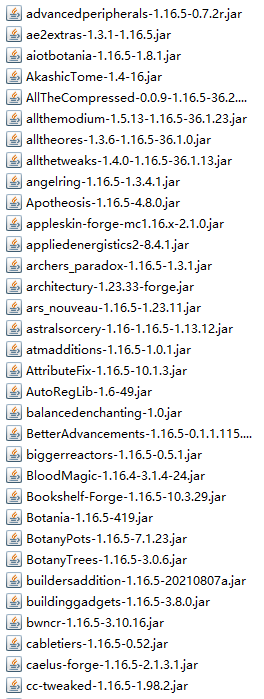 advancedperipherals-1.16.5-0.7.2r.jar
ae2extras-1.3.1-1.16.5.jar
aiotbotania-1.16.5-1.8.1.jar
AkashicTome-1.4-16.jar
AllTheCompressed-0.0.9-1.16.5-36.2....
allthemodium-1.5.13-1.16.5-36.1.23.jar
alltheores-1.3.6-1.16.5-36.1.0.jar
allthetweaks-1.4.0-1.16.5-36.1.13.jar
angelring-1.16.5-1.3.4.1.jar
Apotheosis-1.16.5-4.8.0.jar
appleskin-forge-mc1.16.x-2.1.0.jar
appliedenergistics2-8.4.1.jar
archers_paradox-1.16.5-1.3.1.jar
architectury-1.23.33-forge.jar
ars_nouveau-1.16.5-1.23.11.jar
astralsorcery-1.16-1.16.5-1.13.12.jar
atmadditions-1.16.5-1.0.1.jar
AttributeFix-1.16.5-10.1.3.jar
AutoRegLib-1.6-49.jar
balancedenchanting-1.0.jar
BetterAdvancements-1.16.5-0.1.1.115....
biggerreactors-1.16.5-0.5.1.jar
BloodMagic-1.16.4-3.1.4-24.jar
Bookshelf-Forge-1.16.5-10.3.29.jar
Botania-1.16.5-419.jar
BotanyPots-1.16.5-7.1.23.jar
BotanyTrees-1.16.5-3.0.6.jar
buildersaddition-1.16.5-20210807a.jar
buildinggadgets-1.16.5-3.8.0.jar
bwncr-1.16.5-3.10.16.jar
cabletiers-1.16.5-0.52.jar
caelus-forge-1.16.5-2.1.3.1.jar
cc-tweaked-1.16.5-1.98.2.jar